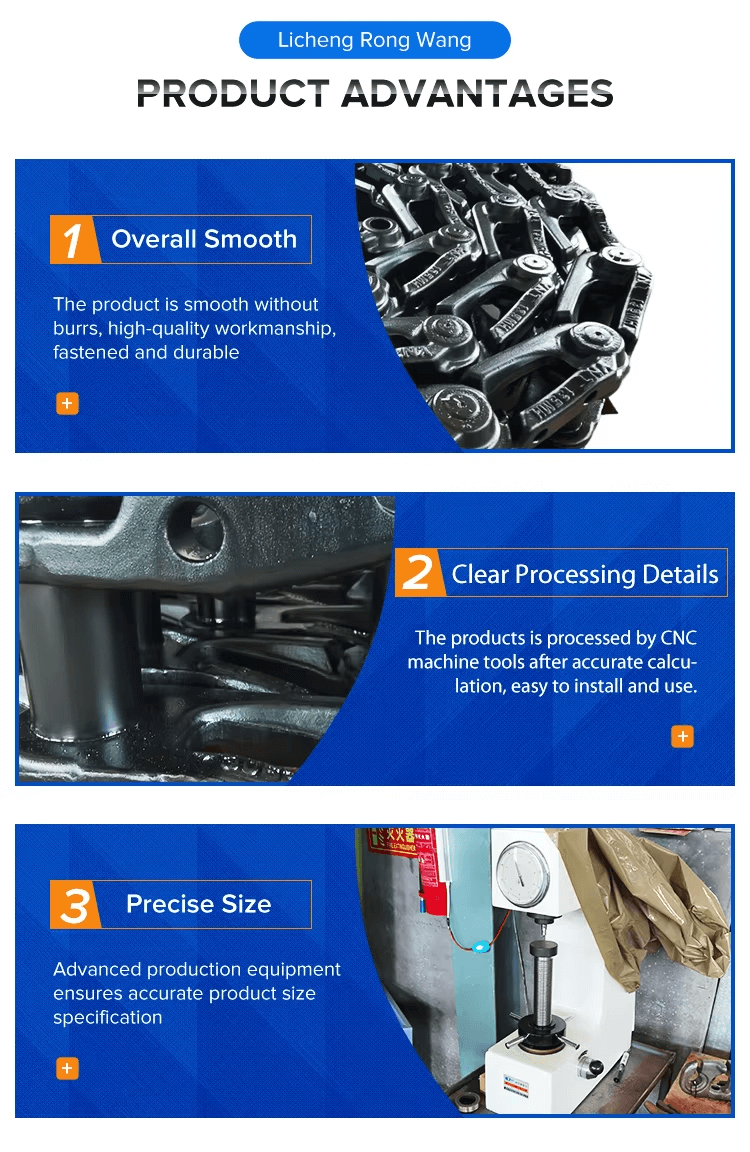 Licheng Rong Wang
PRODUCT ADVANTAGES
1 Overall Smooth
The product is smooth without
burrs, high-quality workmanship,
fastened and durable
+
2 Clear Processing Details
The products is processed by CNC
machine tools after accurate calcu-
lation, easy to install and use.
+
3 Precise Size
Advanced production equipment
ensures accurate product size
specification
+